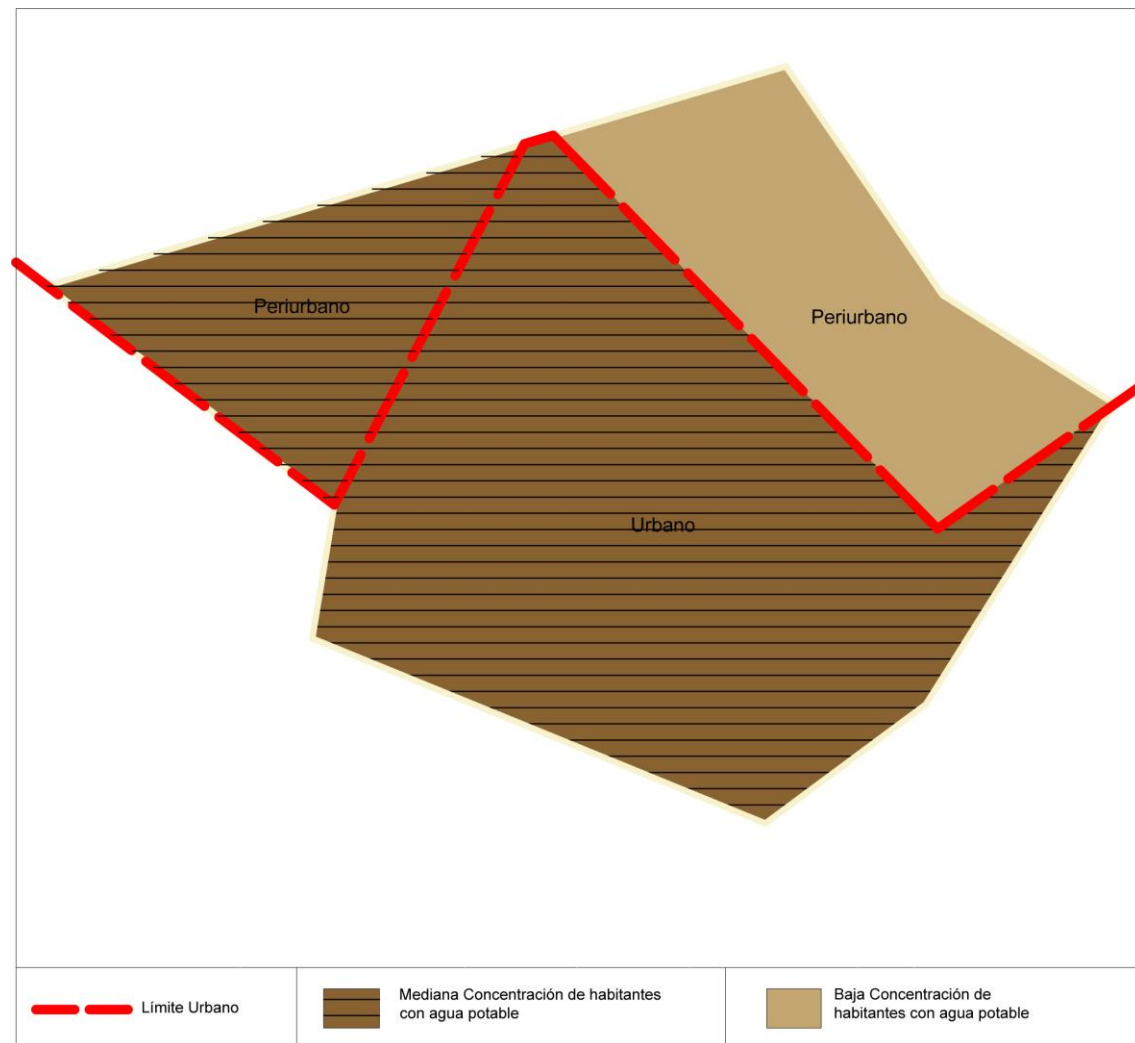 Periurbano
Periurbano
Urbano
Límite Urbano
Mediana Concentración de habitantes
con agua potable
Baja Concentración de
habitantes con agua potable